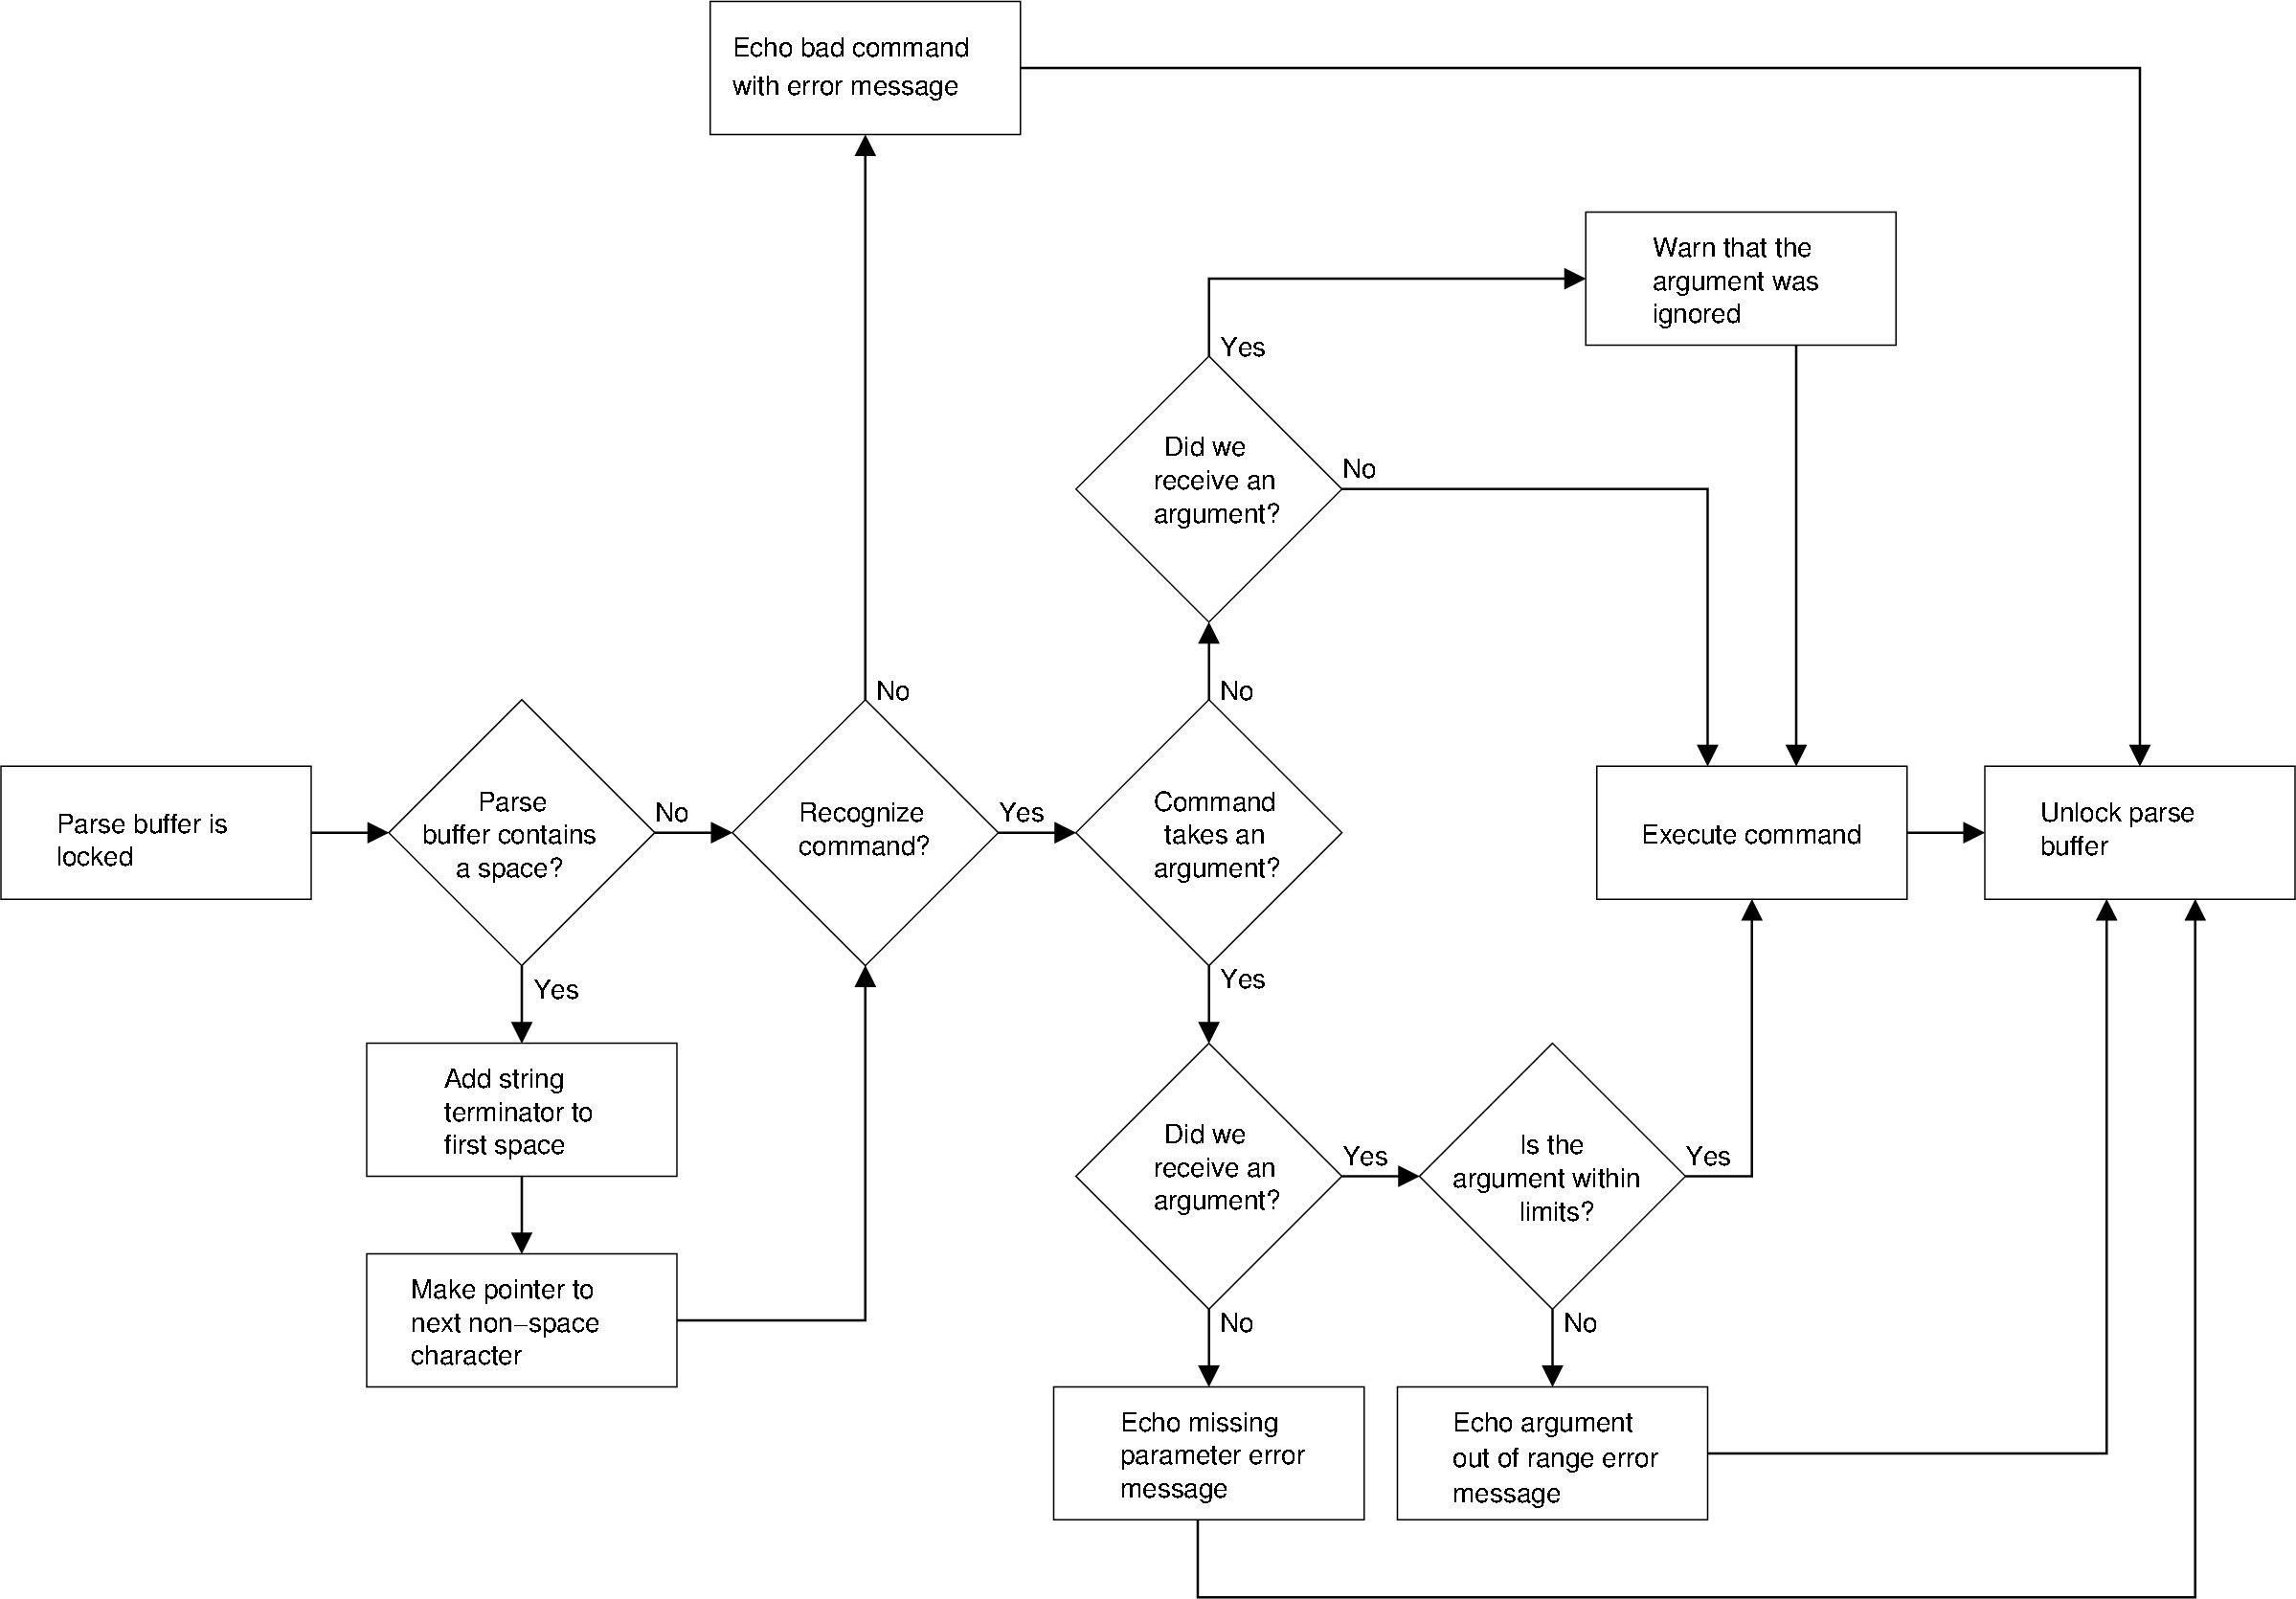 Echo bad command
with error message
Warn that the
argument was
ignored
Yes
Did we
receive an
argument?
No
No
No
Parse buffer is
locked
Parse
buffer contains
a space?
No
Recognize
command?
Yes
Command
takes an
argument?
Execute command
Unlock parse
buffer
Yes
Yes
Add string
terminator to
first space
Did we
receive an
argument?
Yes
Is the
argument within
limits?
Yes
Make pointer to
next non−space
character
No
No
Echo missing
parameter error
message
Echo argument
out of range error
message